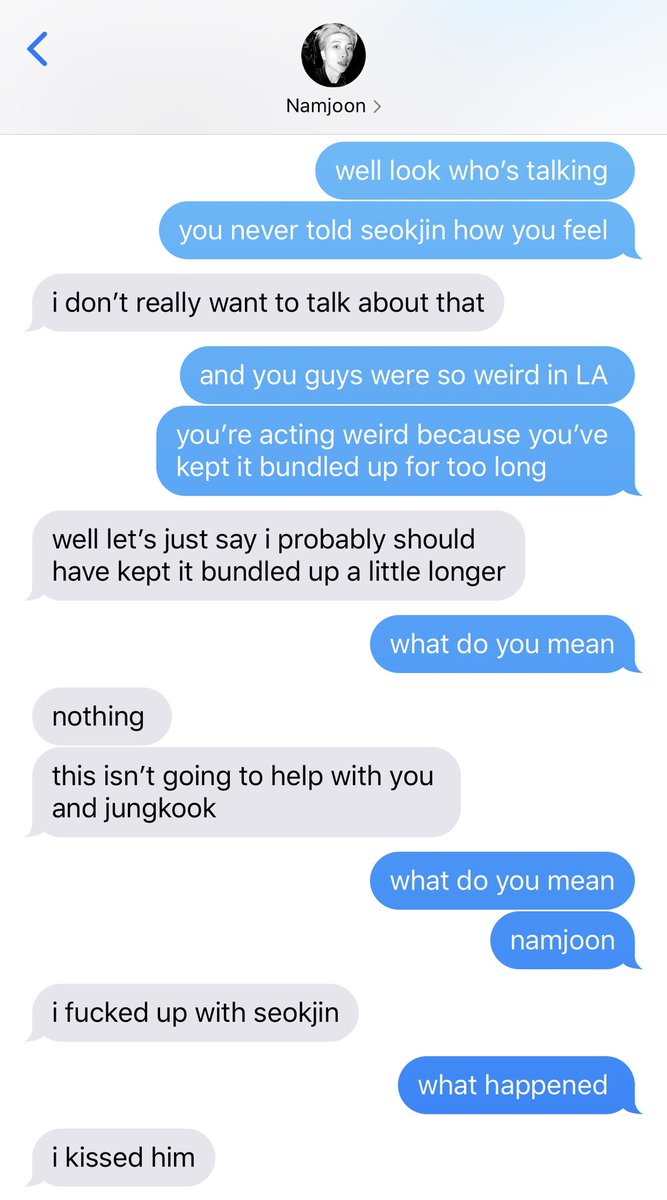 Namjoon
well look who’s talking
you never told seokjin how you feel
i don’t really want to talk about that
and you guys were so weird in LA
you’re acting weird because you’ve
kept it bundled up for too long
well let’s just say i probably should
have kept it bundled up a little longer
what do you mean
nothing
this isn’t going to help with you
and jungkook
what do you mean
namjoon
i fucked up with seokjin
what happened
i kissed him